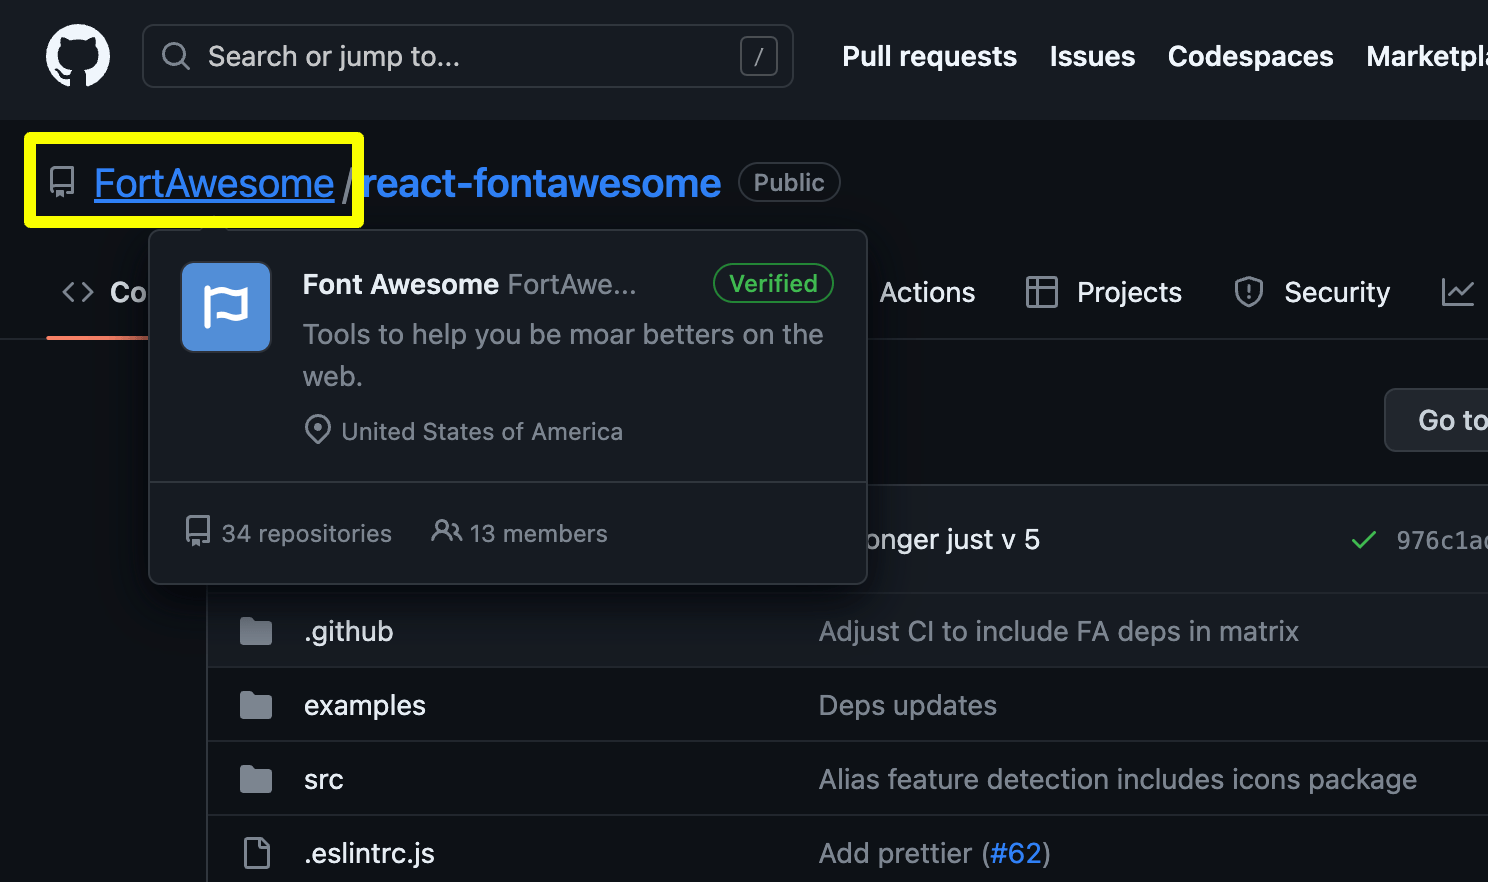 Search or jump to...
/
Pull requests
Issues
Codespaces
Marketpla
FortAwesome / react-fontawesome
Public
Co
Font Awesome FortAwe...
Verified
Tools to help you be moar betters on the
web.
United States of America
34 repositories
13 members
Actions
Projects
Security
Go to
onger just v 5
976c1a
.github
Adjust CI to include FA deps in matrix
examples
Deps updates
src
Alias feature detection includes icons package
.eslintrc.js
Add prettier (#62)